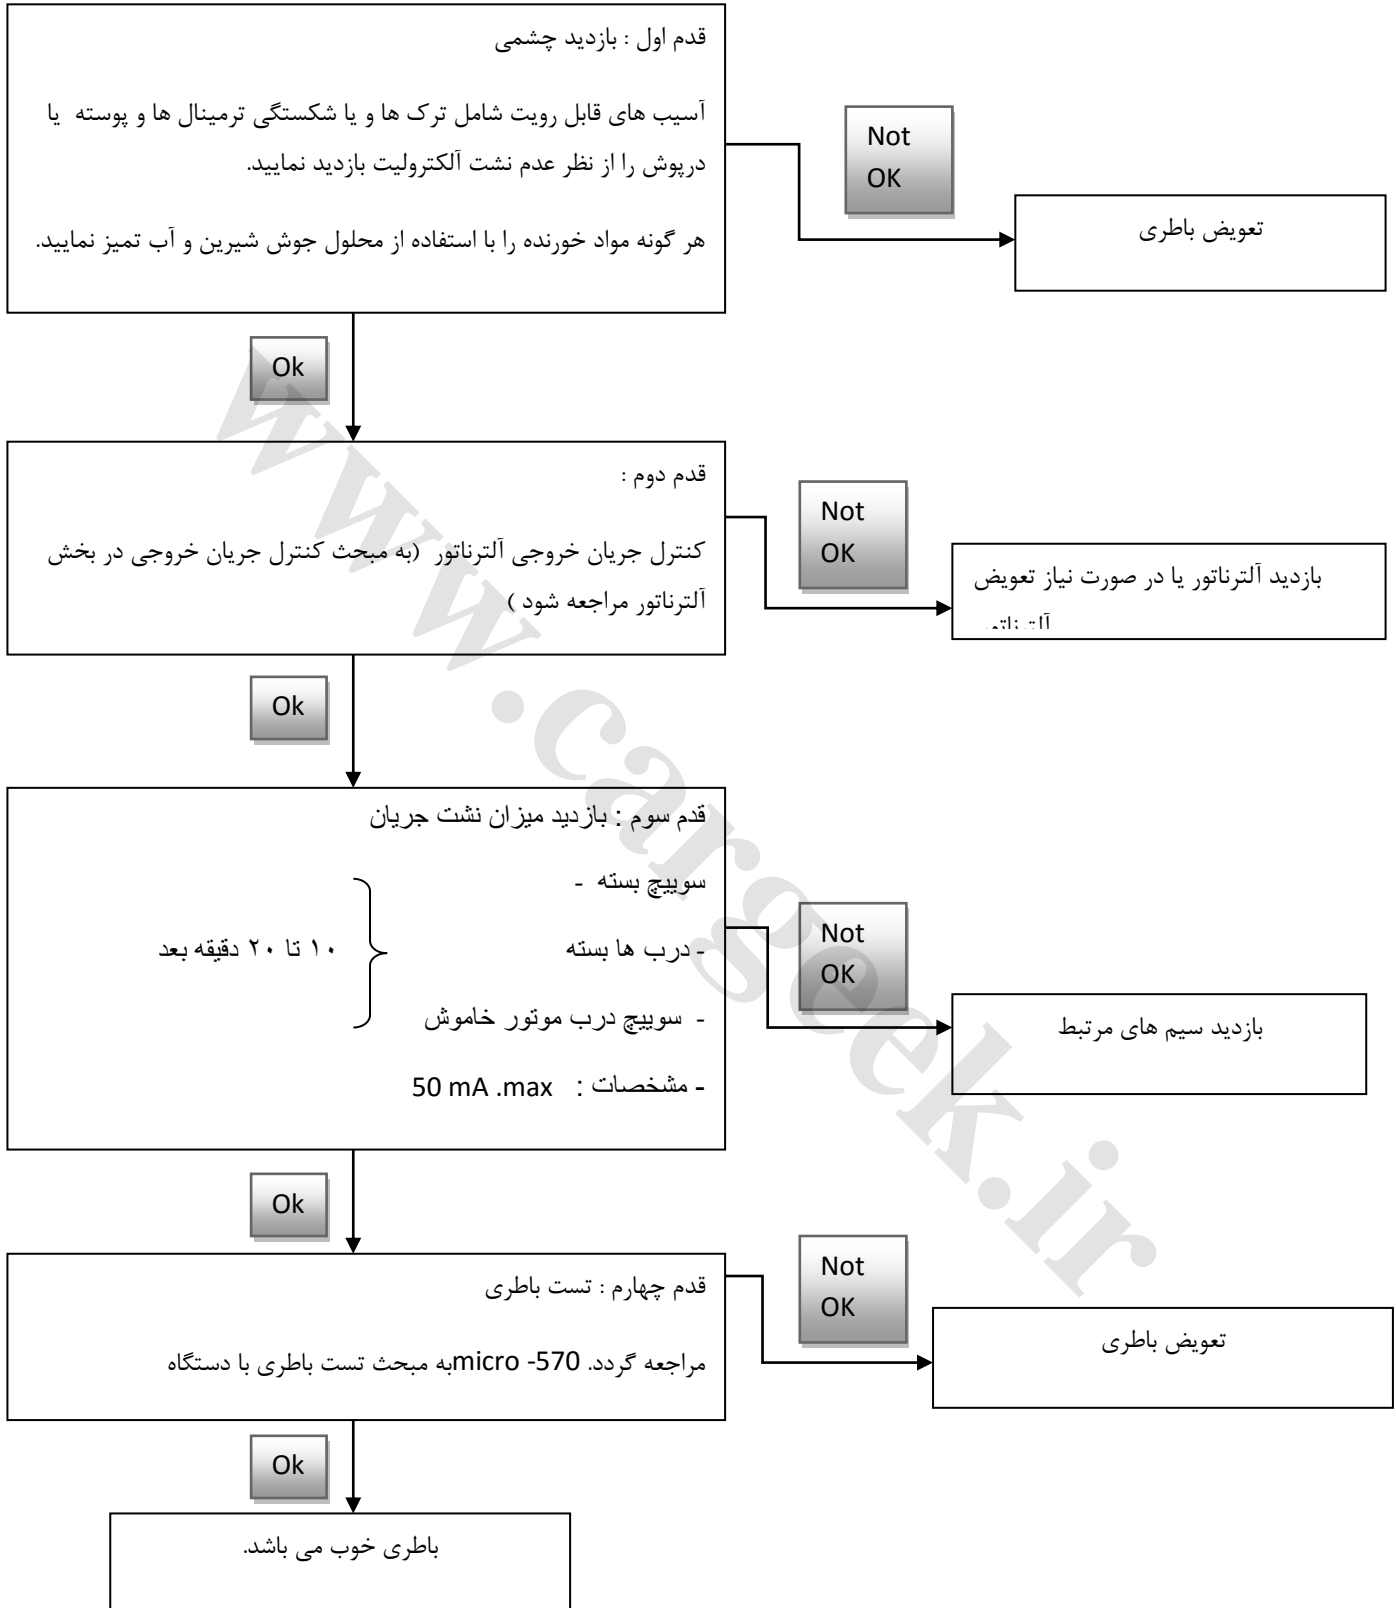 قدم اول : بازدید چشمی
آسیب های قابل رویت شامل ترک ها و یا شکستگی ترمینال ها و پوسته یا
درپوش را از نظر عدم نشت آلکترولیت بازدید نمایید.
هر گونه مواد خورنده را با استفاده از محلول جوش شیرین و آب تمیز نمایید.
Not
OK
تعویض باطری
Ok
قدم دوم :
کنترل جریان خروجی آلترناتور (به مبحث کنترل جریان خروجی در بخش
آلترناتور مراجعه شود )
Not
OK
بازدید آلترناتور یا در صورت نیاز تعویض
آلترناتور
Ok
قدم سوم : بازدید میزان نشت جریان
سوییچ بسته -
- درب ها بسته
۱۰ تا ۲۰ دقیقه بعد
- سوییچ درب موتور خاموش
- مشخصات : 50 mA .max
Not
OK
بازدید سیم های مرتبط
Ok
قدم چهارم : تست باطری
مراجعه گردد. micro -570به مبحث تست باطری با دستگاه
Not
OK
تعویض باطری
Ok
باطری خوب می باشد.
www.cargeek.ir